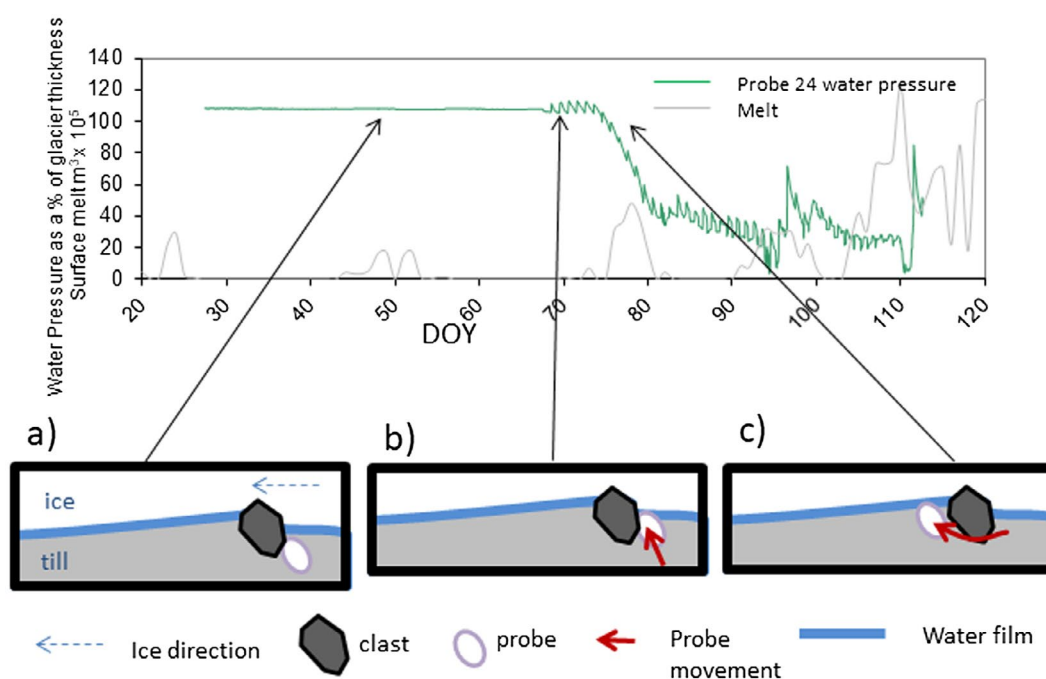 Water Pressure as a % of glacierthickness
Surface melt m³ x 10⁵
140
120
100
80
60
40
20
0
Probe 24 water pressure
Melt
20
30
40
50
60
70
80
90
100
110
120
DOY
a)
b)
c)
ice
till
Ice direction
clast
probe
Probe
movement
Water film